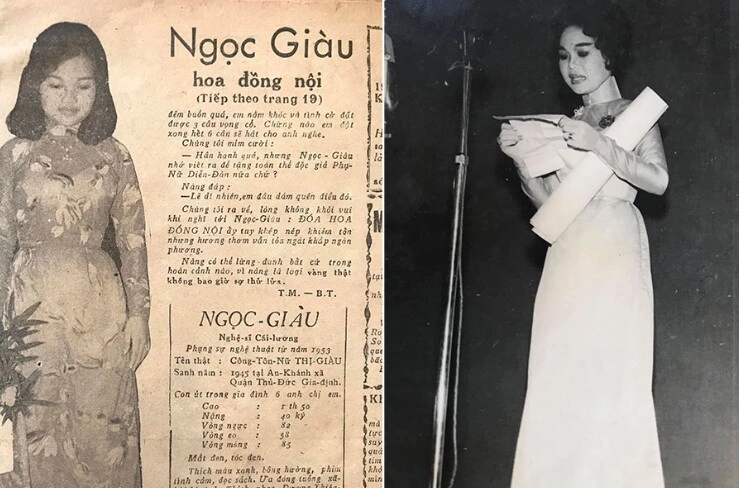 Ngọc Giàu
hoa đồng nội
(Tiếp theo trang 19)
đêm buồn quá, em nằm khóc và tình cờ đặt
được 4 câu vọng cổ. Chừng nào em đặt
xong hết 6 câu sẽ hát cho anh nghe.
Chúng tôi mỉm cười :
— Hân hạnh quá, nhưng Ngọc - Giàu
nhớ viết ra để tặng toàn thể độc giả Phụ-
Nữ Diễn-Đàn nữa chứ ?
Nàng đáp :
—Lẽ dĩ nhiên, em đâu dám quên điều đó.
Chúng tôi ra về, lòng không, khỏi vui
khi nghĩ tới Ngọc-Giàu : ĐÓA HOA
ĐỒNG NỘI ấy tuy khép nép khiêm tốn
nhưng hương thơm vẫn tỏa ngát khắp ngàn
phương.
Nàng có thể lừng danh bất cứ trong
hoàn cảnh nào, vì nàng là loại vàng thật
không bao giờ sợ thử lửa.
T.M. — B.T.
NGỌC-GIÀU
Nghệ-sĩ Cải-lương
Phụng sự nghệ thuật từ năm 1953
Tên thật : Công-Tôn-Nữ THỊ-GIÀU
Sanh năm : 1945 tại An-Khánh xã
Quận Thủ-Đức Gia-định.
Con út trong gia đình 6 anh chị em.
Cao : 1 th 50
Nặng : 40 ký
Vòng ngực : 82
Vòng eo : 58
Vòng mông : 85
Mắt đen, tóc đen.
Thích màu xanh, bông hường, phim
tình cảm, đọc sách. Ưa đóng tuồng xã-